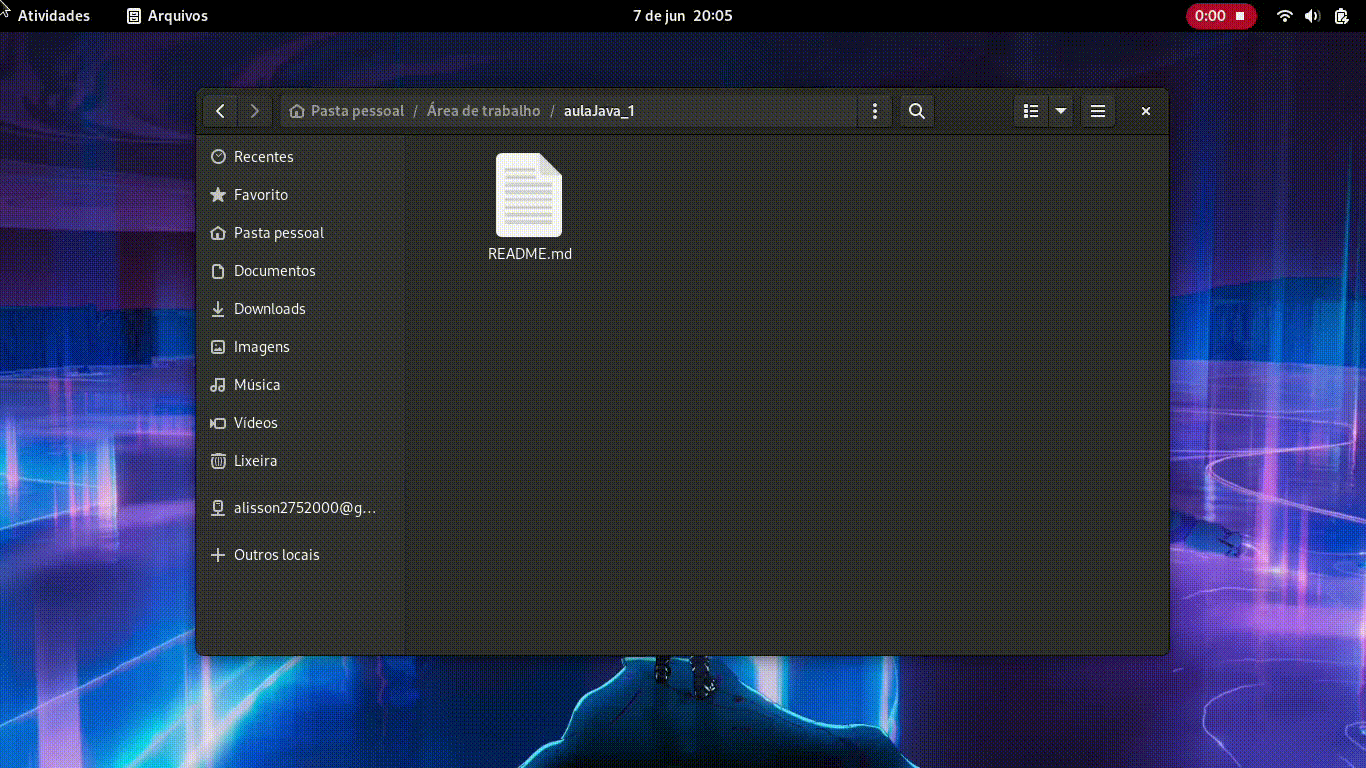 Atividades Arquivos 7 de jun 20:05 0:00
Pasta pessoal / Área de trabalho / aulaJava_1
Recentes
Favorito
Pasta pessoal
Documentos
Downloads
Imagens
Música
Vídeos
Lixeira
alisson2752000@g...
Outros locais
README.md